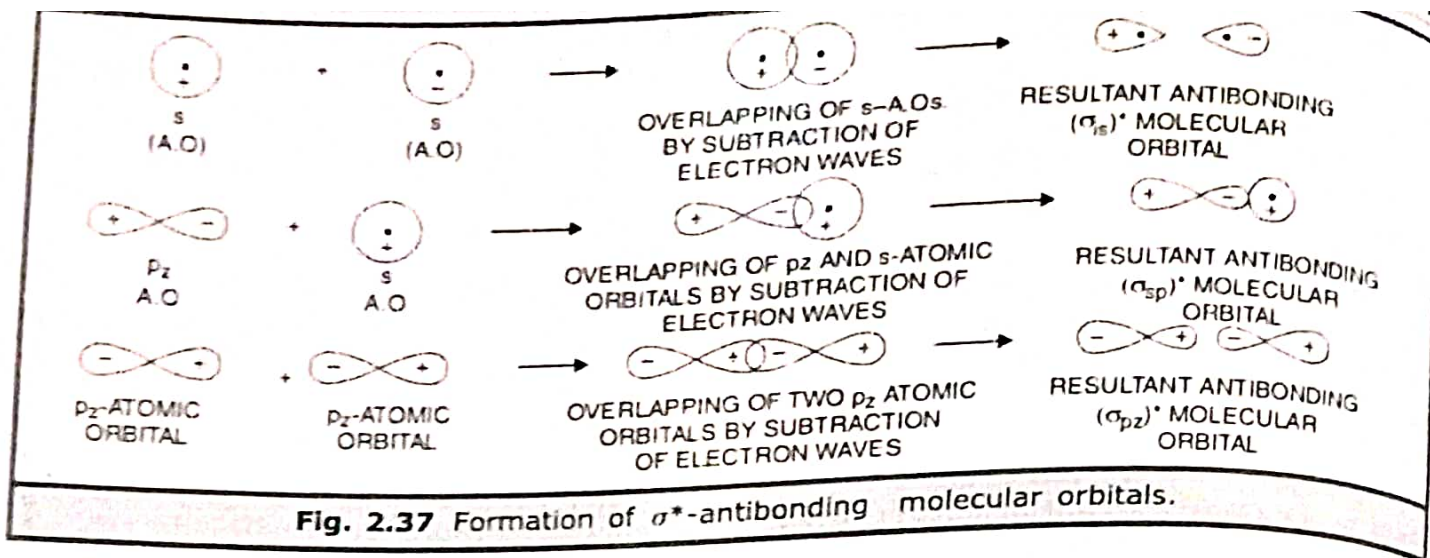 + + - + -
+ -
s s
(A.O) (A.O)
OVERLAPPING OF s-A.Os.
BY SUBTRACTION OF
ELECTRON WAVES
RESULTANT ANTIBONDING
(σ1s)* MOLECULAR
ORBITAL
+ - + + - + + - +
Pz
A.O
s
A.O
OVERLAPPING OF pz AND s-ATOMIC
ORBITALS BY SUBTRACTION OF
ELECTRON WAVES
RESULTANT ANTIBONDING
(σsp)* MOLECULAR
ORBITAL
- + + - + - + - + - + - +
pz-ATOMIC
ORBITAL
pz-ATOMIC
ORBITAL
OVERLAPPING OF TWO pz ATOMIC
ORBITALS BY SUBTRACTION
OF ELECTRON WAVES
RESULTANT ANTIBONDING
(σpz)* MOLECULAR
ORBITAL
Fig. 2.37 Formation of σ*-antibonding molecular orbitals.